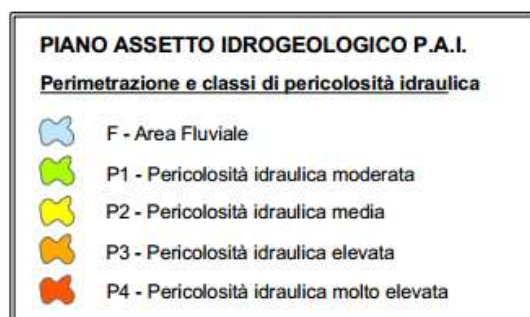 PIANO ASSETTO IDROGEOLOGICO P.A.I.
Perimetrazione e classi di pericolosità idraulica
F - Area Fluviale
P1 - Pericolosità idraulica moderata
P2 - Pericolosità idraulica media
P3 - Pericolosità idraulica elevata
P4 - Pericolosità idraulica molto elevata